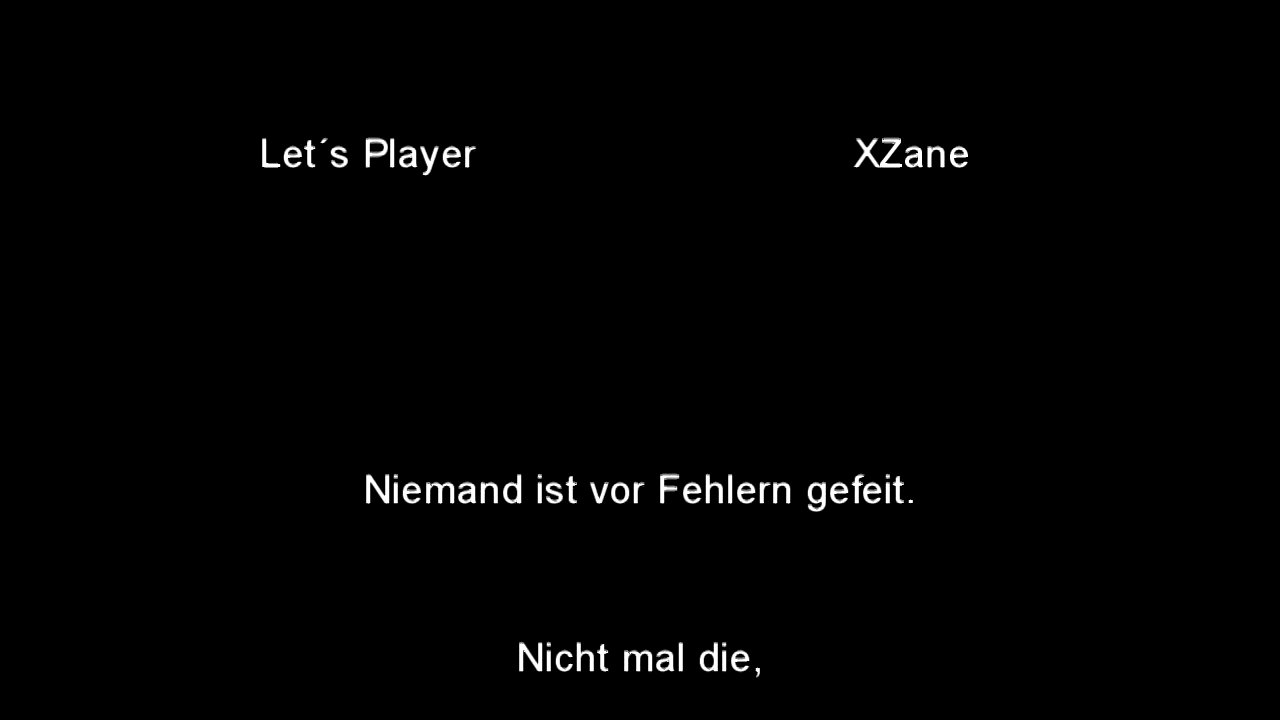 Let´s Player XZane
Niemand ist vor Fehlern gefeit.
Nicht mal die,